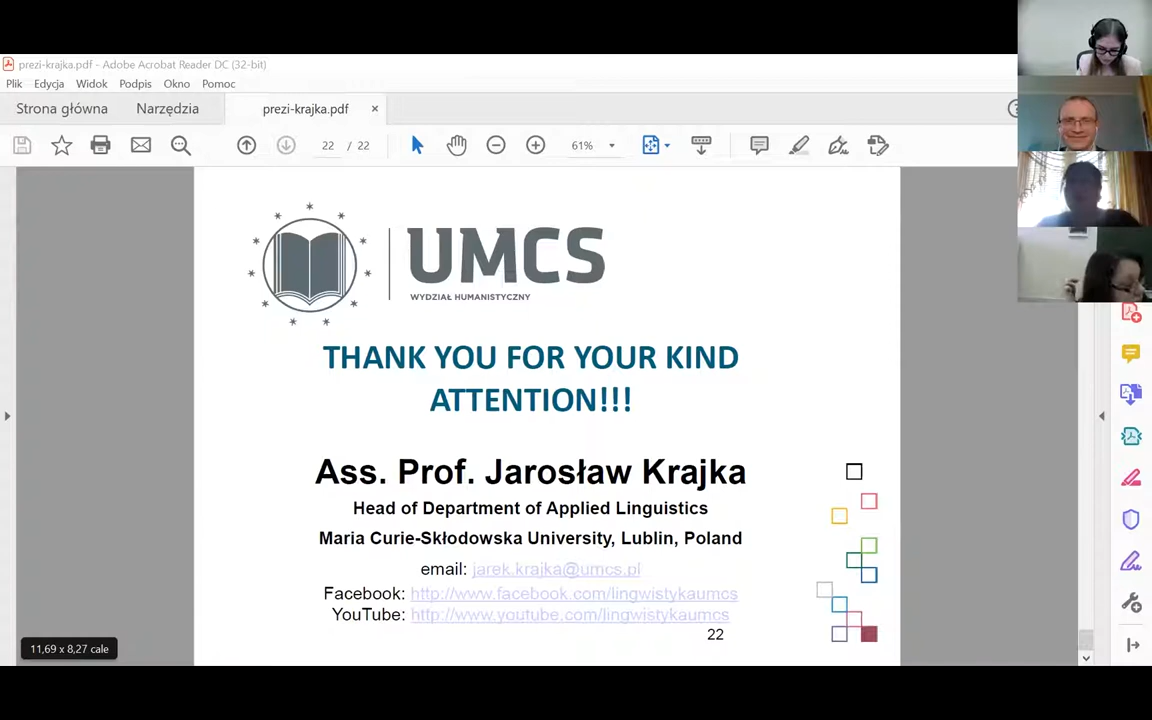 prezi-krajka.pdf - Adobe Acrobat Reader DC (32-bit)
Plik Edycja Widok Podpis Okno Pomoc
Strona główna Narzędzia prezi-krajka.pdf ×
22 / 22 61%
UMCS
WYDZIAŁ HUMANISTYCZNY
THANK YOU FOR YOUR KIND
ATTENTION!!!
Ass. Prof. Jarosław Krajka
Head of Department of Applied Linguistics
Maria Curie-Skłodowska University, Lublin, Poland
email: jarek.krajka@umcs.pl
Facebook: http://www.facebook.com/lingwistykaumcs
YouTube: http://www.youtube.com/lingwistykaumcs
22
11,69 x 8,27 cale